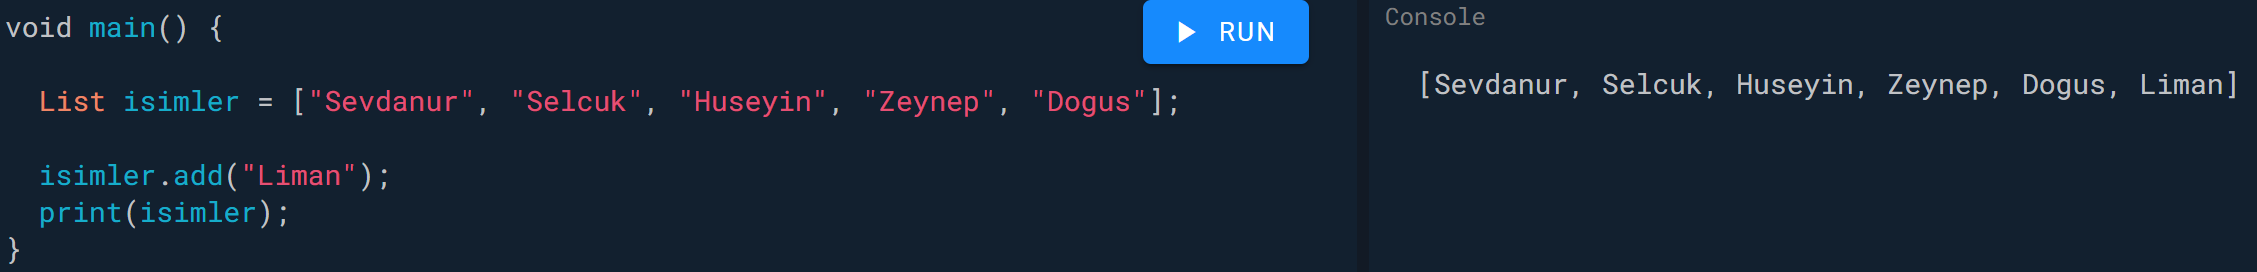 void main() {
List isimler = ["Sevdanur", "Selcuk", "Huseyin", "Zeynep", "Dogus"];
isimler.add("Liman");
print(isimler);
}
RUN
Console
[Sevdanur, Selcuk, Huseyin, Zeynep, Dogus, Liman]